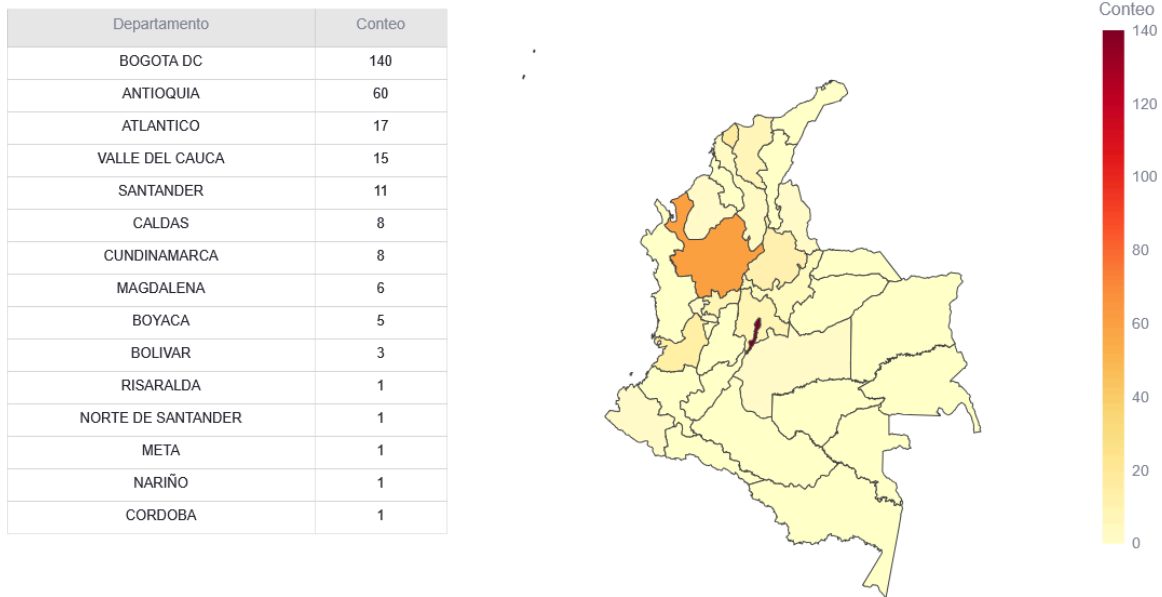 Departamento Conteo
BOGOTA DC 140
ANTIOQUIA 60
ATLANTICO 17
VALLE DEL CAUCA 15
SANTANDER 11
CALDAS 8
CUNDINAMARCA 8
MAGDALENA 6
BOYACA 5
BOLIVAR 3
RISARALDA 1
NORTE DE SANTANDER 1
META 1
NARIÑO 1
CORDOBA 1
Conteo
140
120
100
80
60
40
20
0